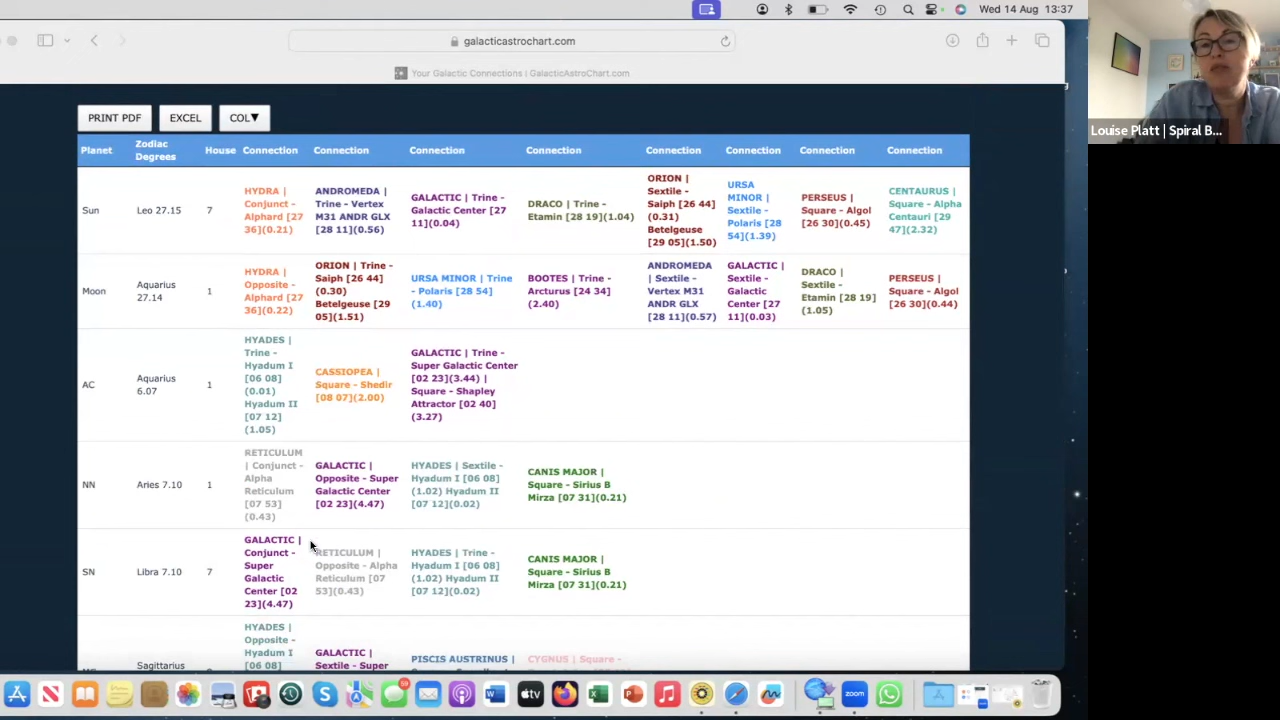 Wed 14 Aug 13:37
galacticastrochart.com
Your Galactic Connections | GalacticAstroChart.com
Louise Platt | Spiral B...
PRINT PDF EXCEL COL▼
Planet
Zodiac
Degrees
House
Connection
Connection
Connection
Connection
Connection
Connection
Connection
Connection
Sun
Leo 27.15
7
HYDRA |
Conjunct -
Alphard [27
36](0.21)
ANDROMEDA |
Trine - Vertex
M31 ANDR GLX
[28 11](0.56)
GALACTIC | Trine -
Galactic Center [27
11](0.04)
DRACO | Trine -
Etamin [28 19](1.04)
ORION |
Sextile -
Saiph [26 44]
(0.31)
Betelgeuse
[29 05](1.50)
URSA
MINOR |
Sextile -
Polaris [28
54](1.39)
PERSEUS |
Square - Algol
[26 30](0.45)
CENTAURUS |
Square - Alpha
Centauri [29
47](2.32)
Moon
Aquarius
27.14
1
HYDRA |
Opposite -
Alphard [27
36](0.22)
ORION | Trine -
Saiph [26 44]
(0.30)
Betelgeuse [29
05](1.51)
URSA MINOR | Trine
- Polaris [28 54]
(1.40)
BOOTES | Trine -
Arcturus [24 34]
(2.40)
ANDROMEDA
| Sextile -
Vertex M31
ANDR GLX
[28 11](0.57)
GALACTIC |
Sextile -
Galactic
Center [27
11](0.03)
DRACO |
Sextile -
Etamin [28 19]
(1.05)
PERSEUS |
Square - Algol
[26 30](0.44)
AC
Aquarius
6.07
1
HYADES |
Trine -
Hyadum I
[06 08]
(0.01)
Hyadum II
[07 12]
(1.05)
CASSIOPEA |
Square - Shedir
[08 07](2.00)
GALACTIC | Trine -
Super Galactic Center
[02 23](3.44) |
Square - Shapley
Attractor [02 40]
(3.27)
NN
Aries 7.10
1
RETICULUM
| Conjunct -
Alpha
Reticulum
[07 53]
(0.43)
GALACTIC |
Opposite - Super
Galactic Center
[02 23](4.47)
HYADES | Sextile -
Hyadum I [06 08]
(1.02) Hyadum II
[07 12](0.02)
CANIS MAJOR |
Square - Sirius B
Mirza [07 31](0.21)
SN
Libra 7.10
7
GALACTIC |
Conjunct -
Super
Galactic
Center [02
23](4.47)
RETICULUM |
Opposite - Alpha
Reticulum [07
53](0.43)
HYADES | Trine -
Hyadum I [06 08]
(1.02) Hyadum II
[07 12](0.02)
CANIS MAJOR |
Square - Sirius B
Mirza [07 31](0.21)
Sagittarius
HYADES |
Opposite -
Hyadum I
[06 08]
GALACTIC |
Sextile - Super
PISCIS AUSTRINUS |
CYGNUS | Square -
tv
zoom